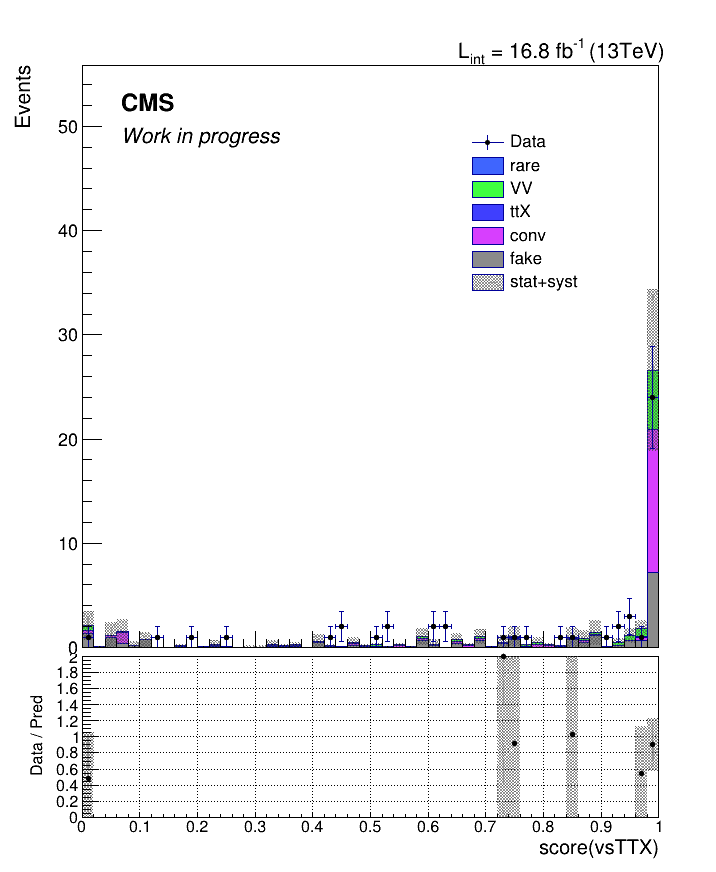 L_int = 16.8 fb^-1 (13TeV)
Events
CMS
Work in progress
50
40
30
20
10
0
Data
rare
VV
ttX
conv
fake
stat+syst
Data / Pred
2
1.8
1.6
1.4
1.2
1
0.8
0.6
0.4
0.2
0
0 0.1 0.2 0.3 0.4 0.5 0.6 0.7 0.8 0.9 1
score(vsTTX)